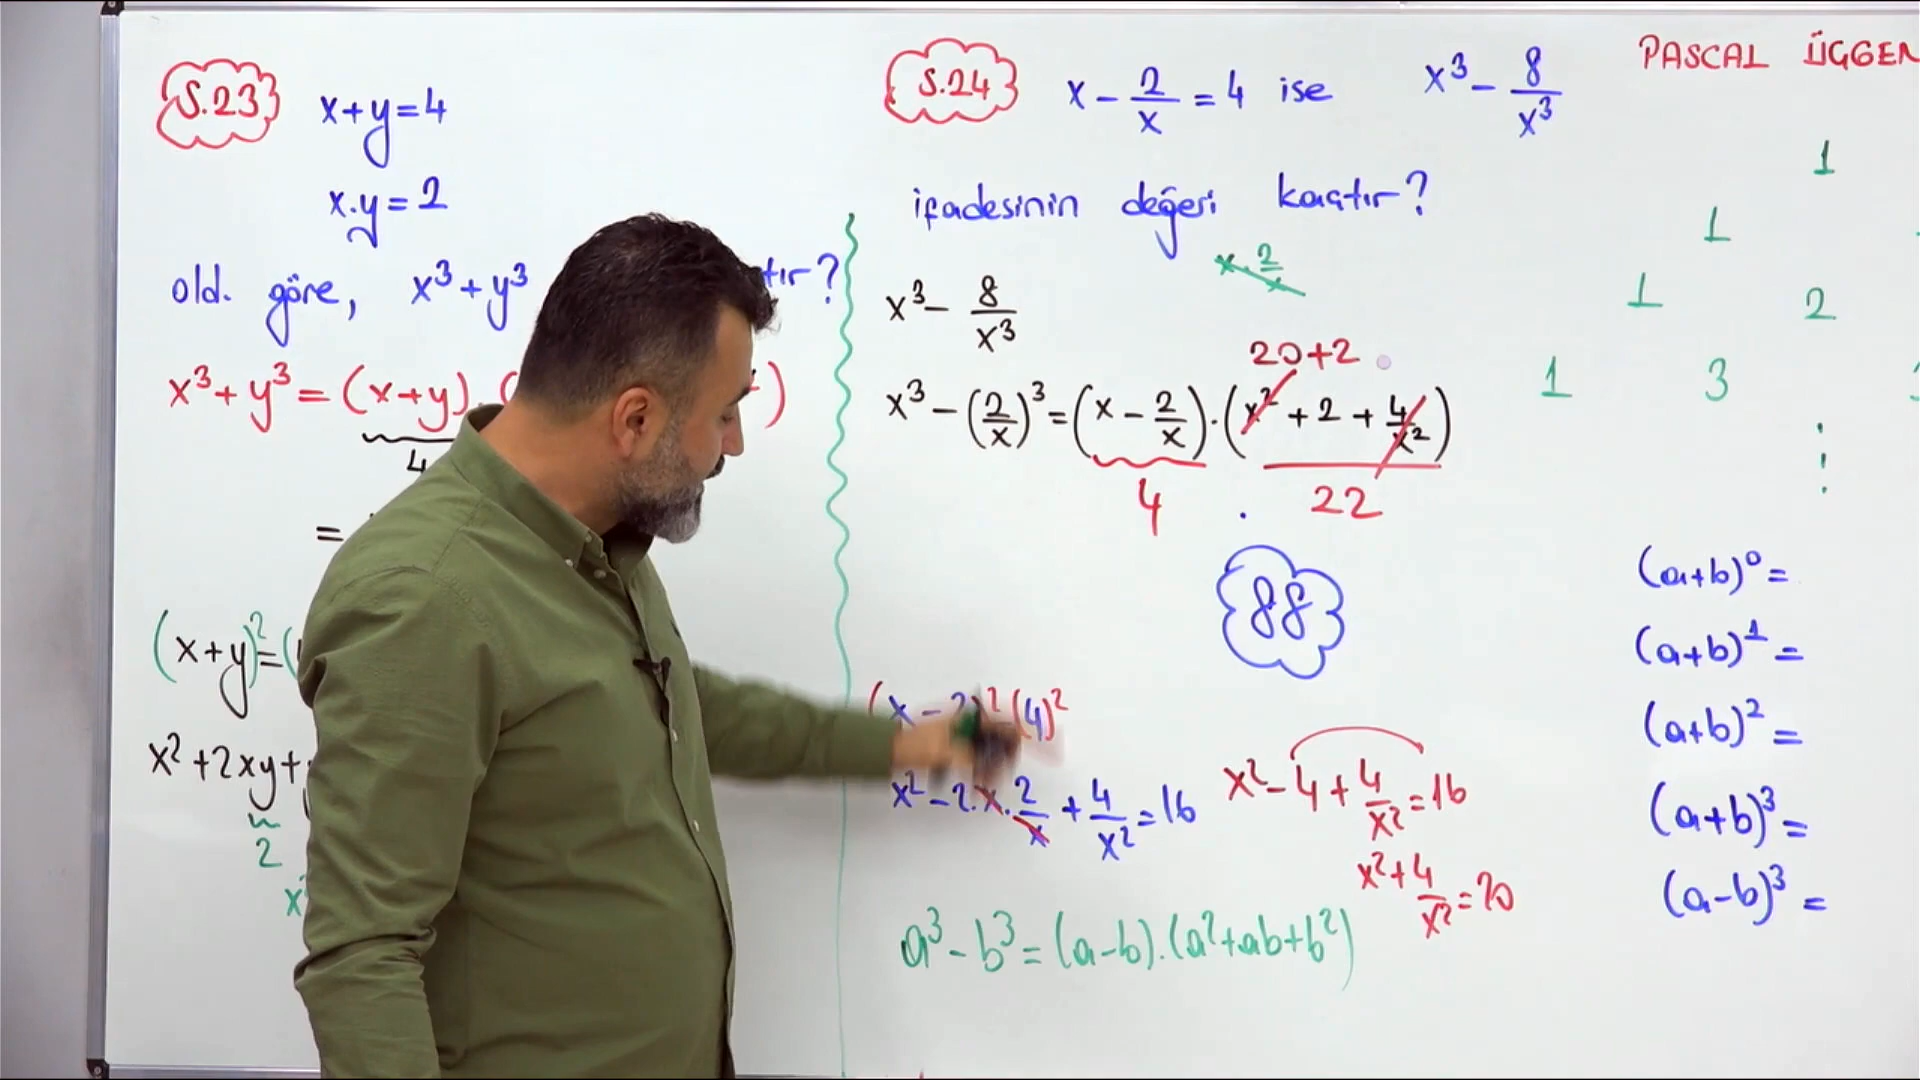 S.23
x+y=4
x.y=2
old. göre, x³+y³ tır?
x³+y³=(x+y).( )
4
=
(x+y)²=(
x²+2xy+
2
x
S.24
x - 2/x = 4 ise x³ - 8/x³
ifadesinin değeri kaçtır?
x · 2/x
x³ - 8/x³
20+2
x³ - (2/x)³ = (x - 2/x).(x² + 2 + 4/x²)
4 . 22
88
(x - 2)² (4)²
x² - 2.x.2/x + 4/x² = 16
x² - 4 + 4/x² = 16
x² + 4/x² = 20
a³ - b³ = (a-b).(a²+ab+b²)
PASCAL ÜÇGEN
1
1
1 2
1 3
(a+b)⁰ =
(a+b)¹ =
(a+b)² =
(a+b)³ =
(a-b)³ =